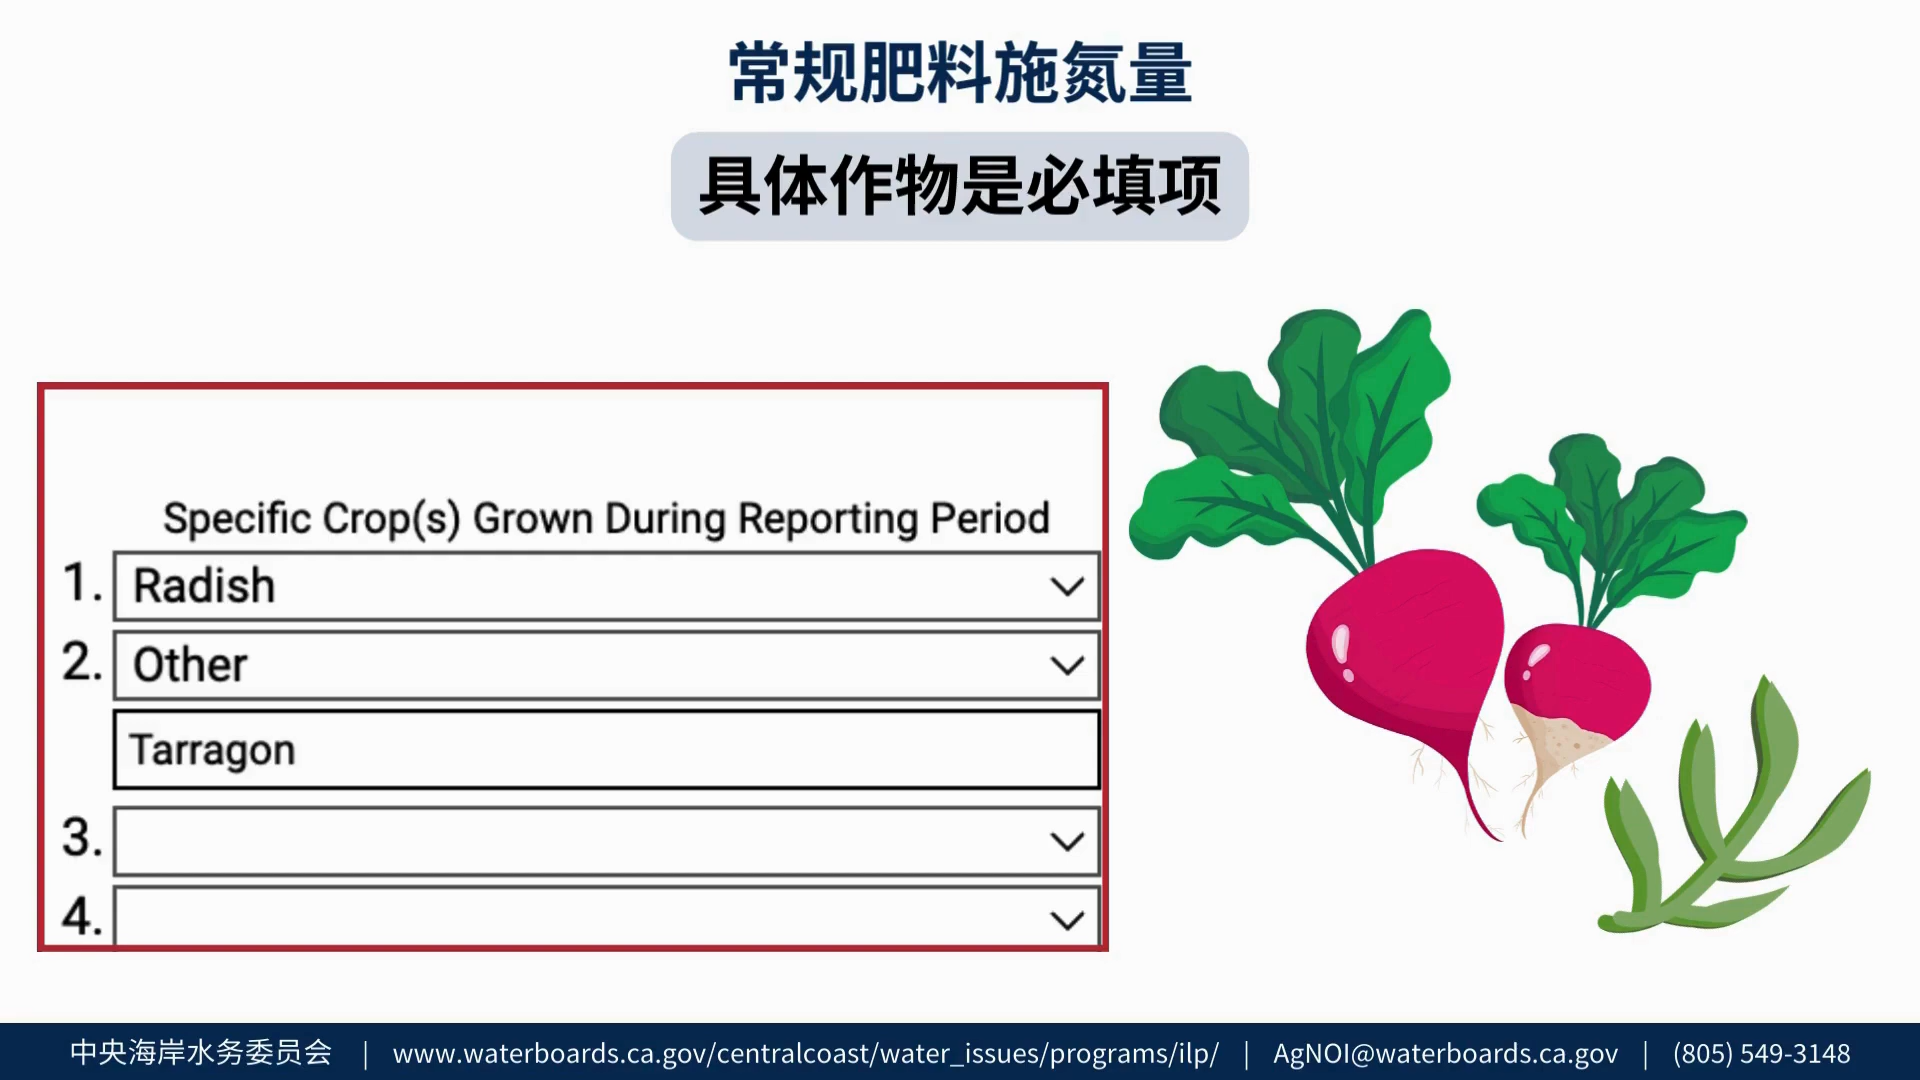 常规肥料施氮量
具体作物是必填项
Specific Crop(s) Grown During Reporting Period
1. Radish
2. Other
Tarragon
3.
4.
中央海岸水务委员会 | www.waterboards.ca.gov/centralcoast/water_issues/programs/ilp/ | AgNOI@waterboards.ca.gov | (805) 549-3148